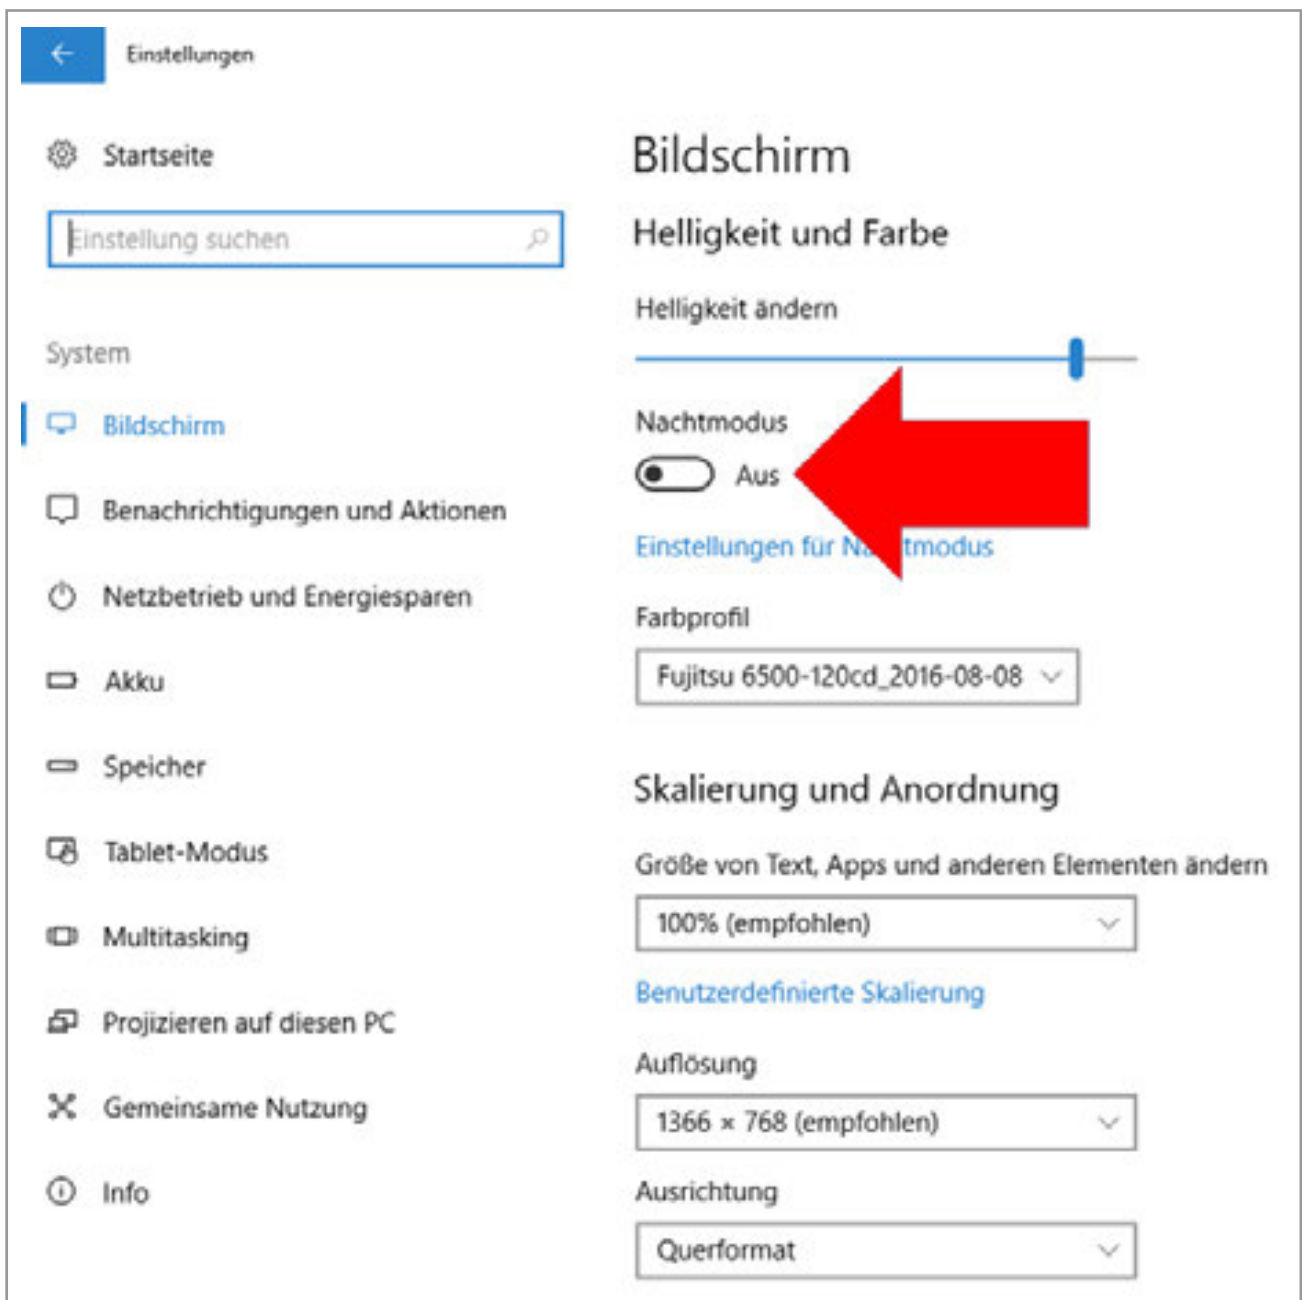 Einstellungen
Startseite
Einstellung suchen
System
Bildschirm
Benachrichtigungen und Aktionen
Netzbetrieb und Energiesparen
Akku
Speicher
Tablet-Modus
Multitasking
Projizieren auf diesen PC
Gemeinsame Nutzung
Info
Bildschirm
Helligkeit und Farbe
Helligkeit ändern
Nachtmodus
Aus
Einstellungen für Nachtmodus
Farbprofil
Fujitsu 6500-120cd_2016-08-08
Skalierung und Anordnung
Größe von Text, Apps und anderen Elementen ändern
100% (empfohlen)
Benutzerdefinierte Skalierung
Auflösung
1366 × 768 (empfohlen)
Ausrichtung
Querformat